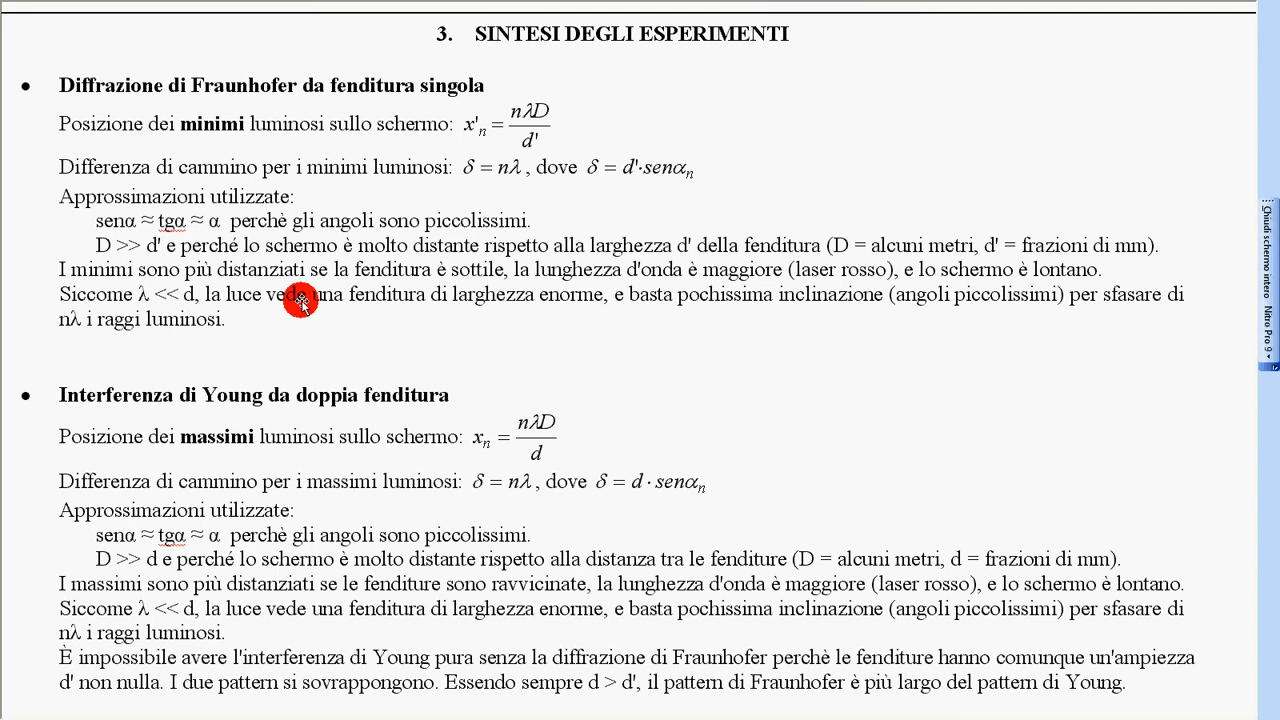 3. SINTESI DEGLI ESPERIMENTI
• Diffrazione di Fraunhofer da fenditura singola
Posizione dei minimi luminosi sullo schermo: x'n = nλD / d'
Differenza di cammino per i minimi luminosi: δ = nλ , dove δ = d'·senαn
Approssimazioni utilizzate:
senα ≈ tgα ≈ α perchè gli angoli sono piccolissimi.
D >> d' e perché lo schermo è molto distante rispetto alla larghezza d' della fenditura (D = alcuni metri, d' = frazioni di mm).
I minimi sono più distanziati se la fenditura è sottile, la lunghezza d'onda è maggiore (laser rosso), e lo schermo è lontano.
Siccome λ << d, la luce vede una fenditura di larghezza enorme, e basta pochissima inclinazione (angoli piccolissimi) per sfasare di
nλ i raggi luminosi.
• Interferenza di Young da doppia fenditura
Posizione dei massimi luminosi sullo schermo: xn = nλD / d
Differenza di cammino per i massimi luminosi: δ = nλ , dove δ = d · senαn
Approssimazioni utilizzate:
senα ≈ tgα ≈ α perchè gli angoli sono piccolissimi.
D >> d e perché lo schermo è molto distante rispetto alla distanza tra le fenditure (D = alcuni metri, d = frazioni di mm).
I massimi sono più distanziati se le fenditure sono ravvicinate, la lunghezza d'onda è maggiore (laser rosso), e lo schermo è lontano.
Siccome λ << d, la luce vede una fenditura di larghezza enorme, e basta pochissima inclinazione (angoli piccolissimi) per sfasare di
nλ i raggi luminosi.
È impossibile avere l'interferenza di Young pura senza la diffrazione di Fraunhofer perchè le fenditure hanno comunque un'ampiezza
d' non nulla. I due pattern si sovrappongono. Essendo sempre d > d', il pattern di Fraunhofer è più largo del pattern di Young.
Chiudi schermo intero
Nitro Pro 9